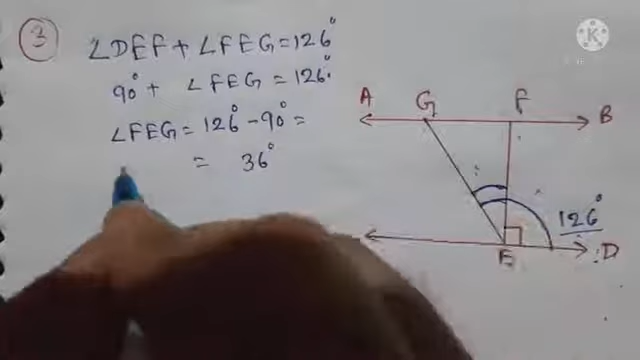 3
∠DEF + ∠FEG = 126°
90° + ∠FEG = 126°
∠FEG = 126° - 90° =
= 36°
A G F B
126°
E D